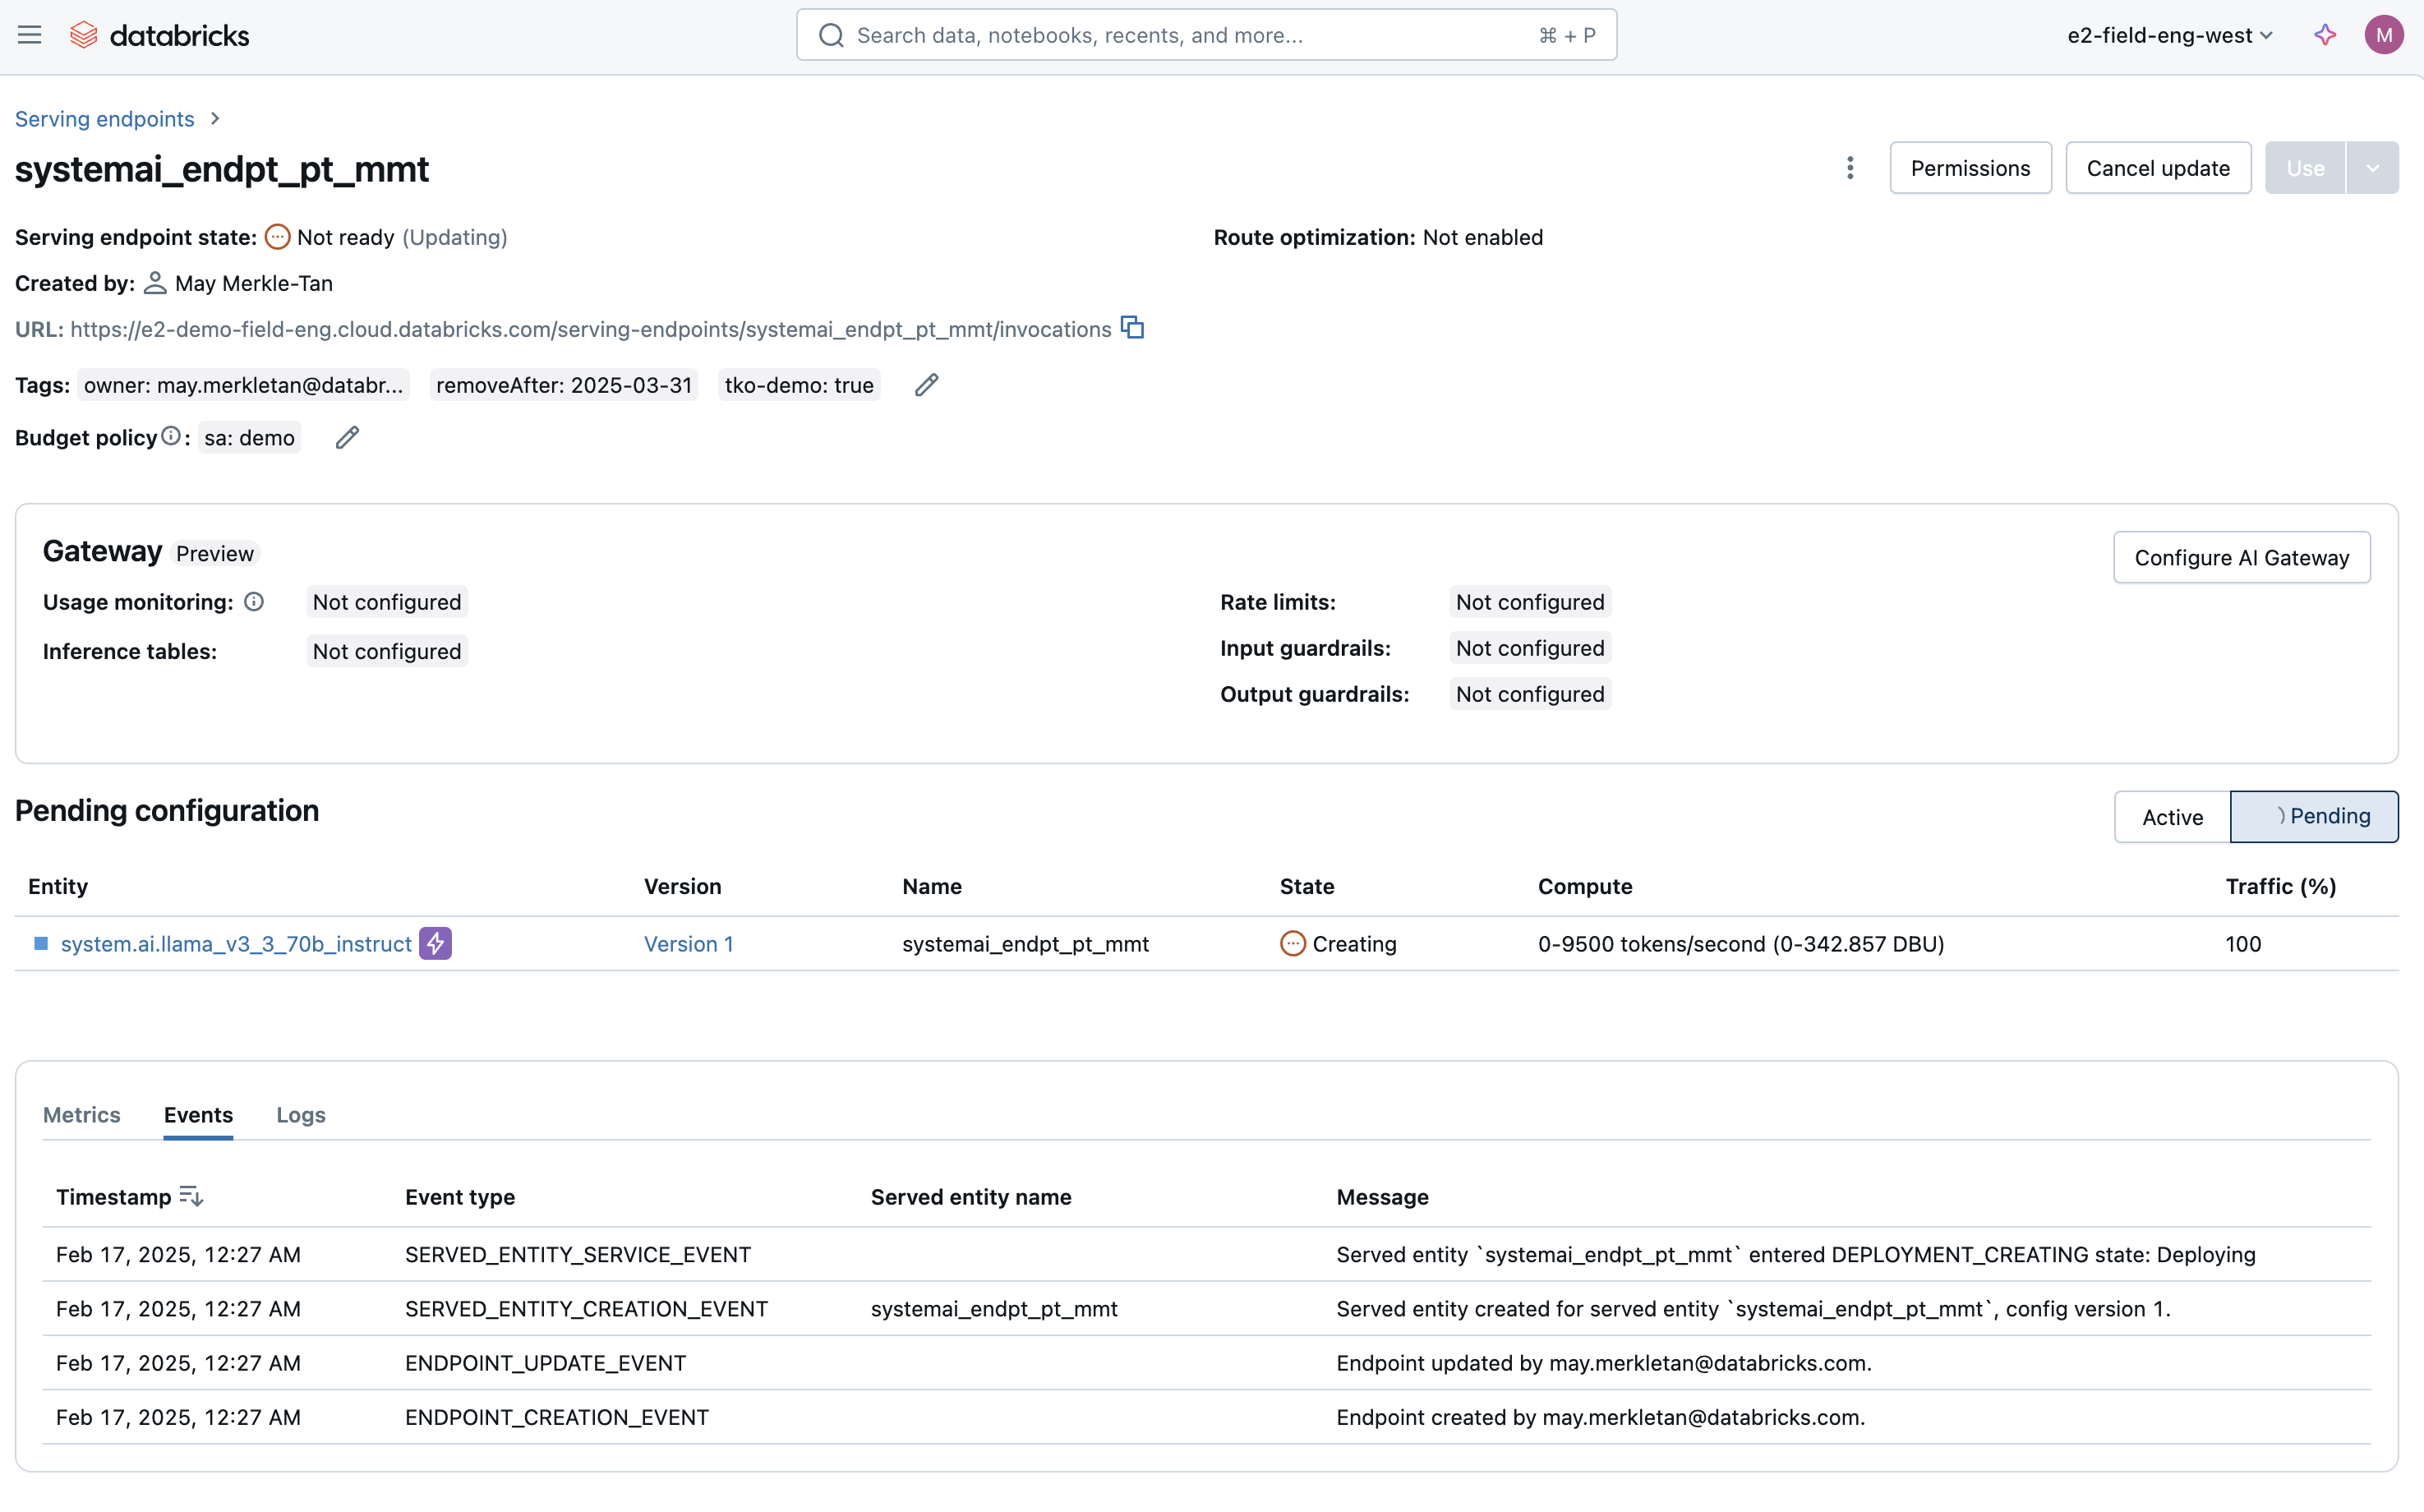 databricks
Search data, notebooks, recents, and more...
⌘ + P
e2-field-eng-west
M
Serving endpoints
systemai_endpt_pt_mmt
Permissions
Cancel update
Use
Serving endpoint state: Not ready (Updating)
Route optimization: Not enabled
Created by: May Merkle-Tan
URL: https://e2-demo-field-eng.cloud.databricks.com/serving-endpoints/systemai_endpt_pt_mmt/invocations
Tags: owner: may.merkletan@databr... removeAfter: 2025-03-31 tko-demo: true
Budget policy: sa: demo
Gateway Preview
Configure AI Gateway
Usage monitoring: Not configured
Rate limits: Not configured
Inference tables: Not configured
Input guardrails: Not configured
Output guardrails: Not configured
Pending configuration
Active
Pending
Entity Version Name State Compute Traffic (%)
system.ai.llama_v3_3_70b_instruct Version 1 systemai_endpt_pt_mmt Creating 0-9500 tokens/second (0-342.857 DBU) 100
Metrics Events Logs
Timestamp Event type Served entity name Message
Feb 17, 2025, 12:27 AM SERVED_ENTITY_SERVICE_EVENT Served entity `systemai_endpt_pt_mmt` entered DEPLOYMENT_CREATING state: Deploying
Feb 17, 2025, 12:27 AM SERVED_ENTITY_CREATION_EVENT systemai_endpt_pt_mmt Served entity created for served entity `systemai_endpt_pt_mmt`, config version 1.
Feb 17, 2025, 12:27 AM ENDPOINT_UPDATE_EVENT Endpoint updated by may.merkletan@databricks.com.
Feb 17, 2025, 12:27 AM ENDPOINT_CREATION_EVENT Endpoint created by may.merkletan@databricks.com.